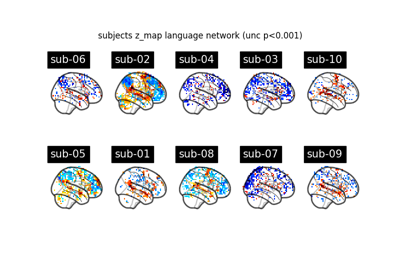 subjects z_map language network (unc p<0.001)
sub-06 sub-02 sub-04 sub-03 sub-10
sub-05 sub-01 sub-08 sub-07 sub-09